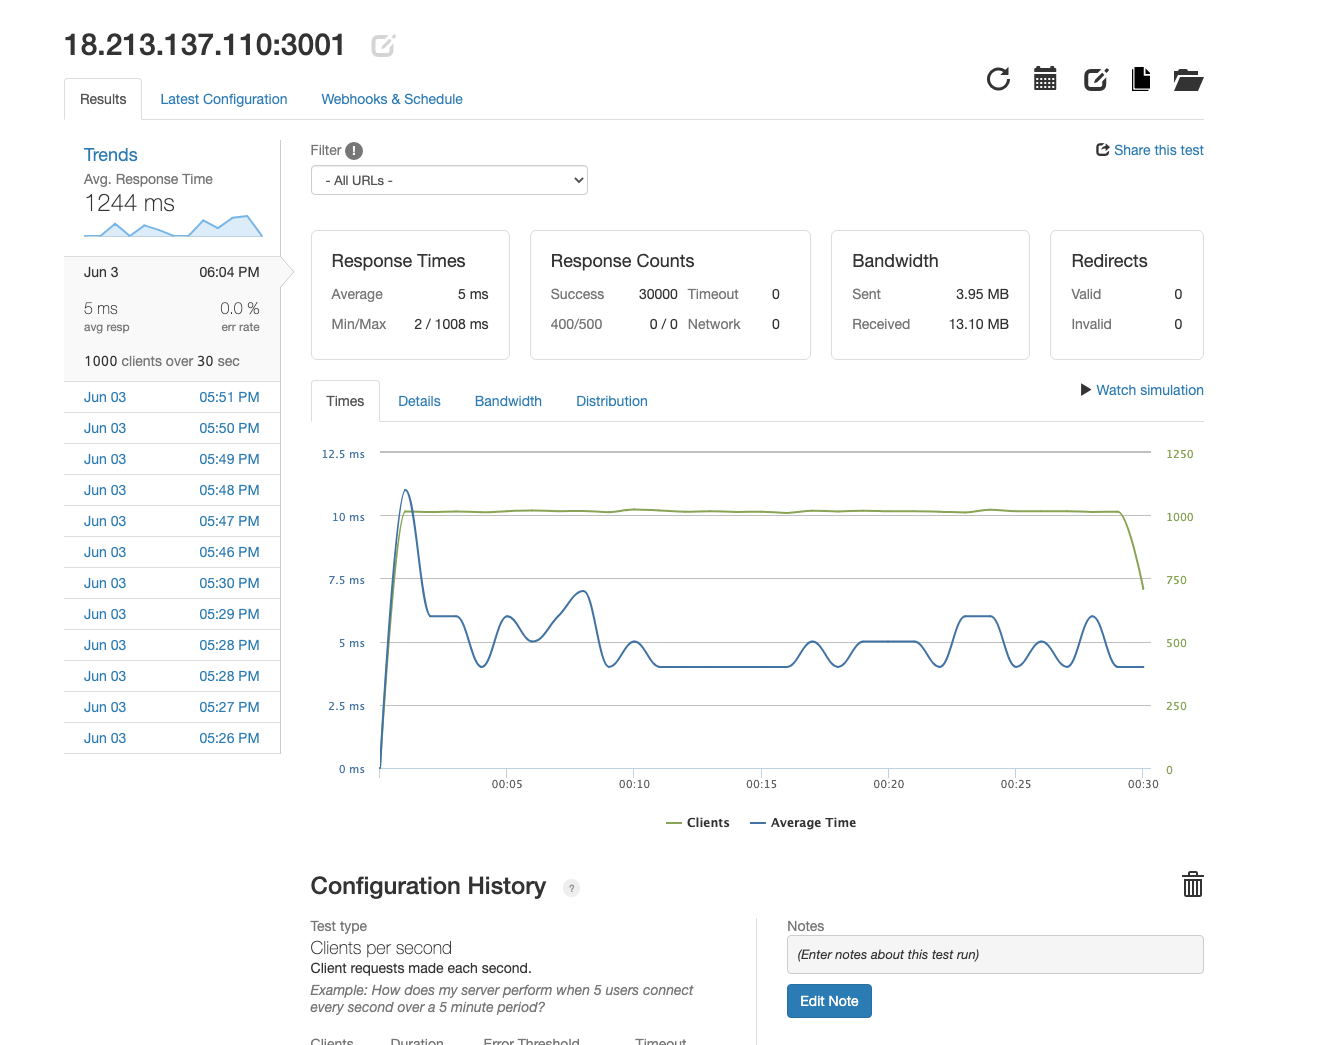 18.213.137.110:3001
Results
Latest Configuration
Webhooks & Schedule
Trends
Avg. Response Time
1244 ms
Jun 3 06:04 PM
5 ms 0.0 %
avg resp err rate
1000 clients over 30 sec
Jun 03 05:51 PM
Jun 03 05:50 PM
Jun 03 05:49 PM
Jun 03 05:48 PM
Jun 03 05:47 PM
Jun 03 05:46 PM
Jun 03 05:30 PM
Jun 03 05:29 PM
Jun 03 05:28 PM
Jun 03 05:28 PM
Jun 03 05:27 PM
Jun 03 05:26 PM
Filter !
- All URLs -
Share this test
Response Times
Average 5 ms
Min/Max 2 / 1008 ms
Response Counts
Success 30000 Timeout 0
400/500 0 / 0 Network 0
Bandwidth
Sent 3.95 MB
Received 13.10 MB
Redirects
Valid 0
Invalid 0
Times
Details
Bandwidth
Distribution
Watch simulation
12.5 ms 1250
10 ms 1000
7.5 ms 750
5 ms 500
2.5 ms 250
0 ms 0
00:05 00:10 00:15 00:20 00:25 00:30
Clients Average Time
Configuration History ?
Test type
Clients per second
Client requests made each second.
Example: How does my server perform when 5 users connect
every second over a 5 minute period?
Clients Duration Error Threshold Timeout
Notes
(Enter notes about this test run)
Edit Note